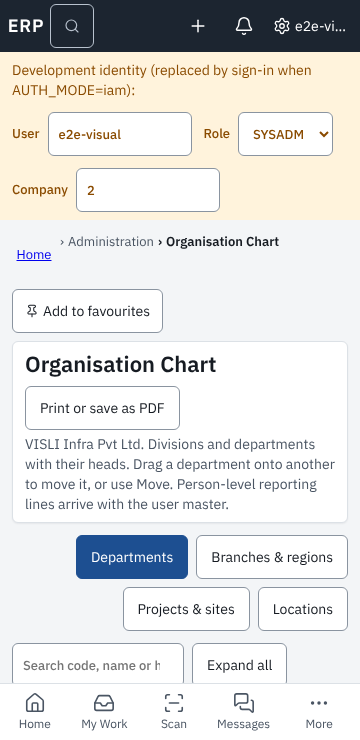 ERP
e2e-vi...
Development identity (replaced by sign-in when
AUTH_MODE=iam):
User e2e-visual Role SYSADM
Company 2
Home › Administration › Organisation Chart
Add to favourites
Organisation Chart
Print or save as PDF
VISLI Infra Pvt Ltd. Divisions and departments
with their heads. Drag a department onto another
to move it, or use Move. Person-level reporting
lines arrive with the user master.
Departments Branches & regions
Projects & sites Locations
Search code, name or h Expand all
Home My Work Scan Messages More